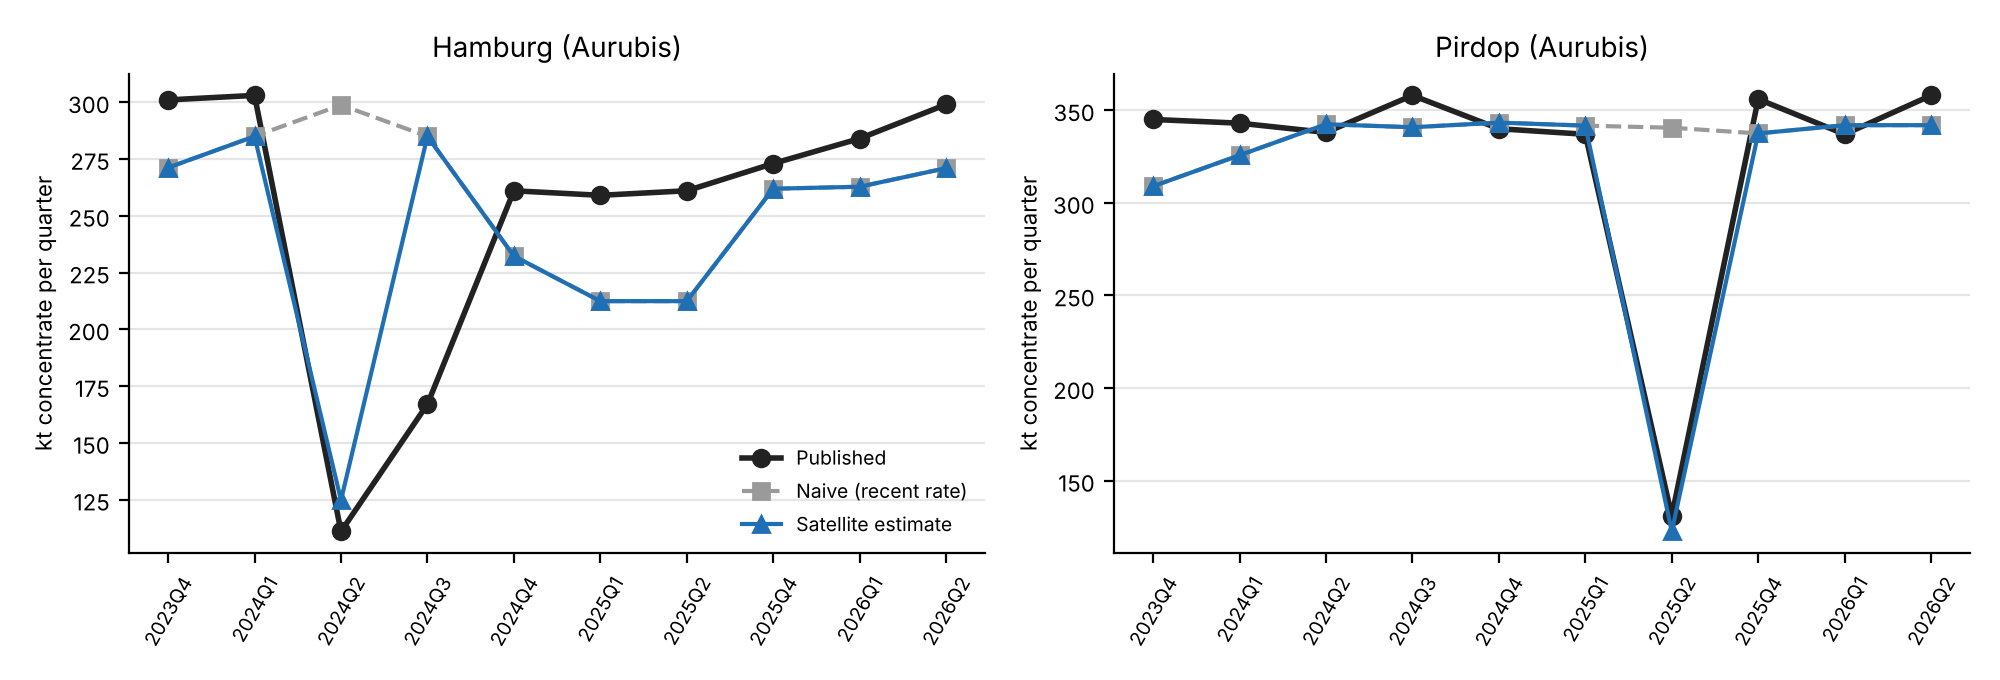 Hamburg (Aurubis)
kt concentrate per quarter
300
275
250
225
200
175
150
125
Published
Naive (recent rate)
Satellite estimate
2023Q4
2024Q1
2024Q2
2024Q3
2024Q4
2025Q1
2025Q2
2025Q4
2026Q1
2026Q2
Pirdop (Aurubis)
kt concentrate per quarter
350
300
250
200
150
2023Q4
2024Q1
2024Q2
2024Q3
2024Q4
2025Q1
2025Q2
2025Q4
2026Q1
2026Q2